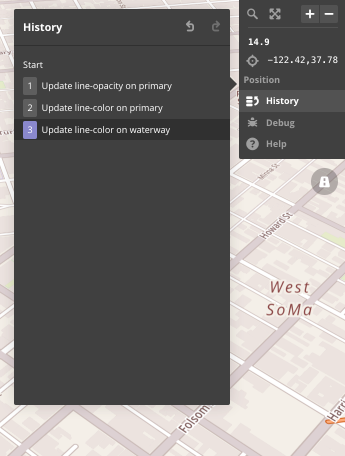 History
Start
1 Update line-opacity on primary
2 Update line-color on primary
3 Update line-color on waterway
14.9
-122.42,37.78
Position
History
Debug
? Help
Minna St
Howard St
West
SoMa
Folsom
Harri